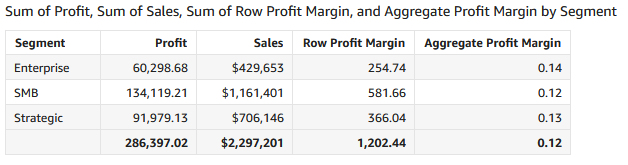 Sum of Profit, Sum of Sales, Sum of Row Profit Margin, and Aggregate Profit Margin by Segment
Segment Profit Sales Row Profit Margin Aggregate Profit Margin
Enterprise 60,298.68 $429,653 254.74 0.14
SMB 134,119.21 $1,161,401 581.66 0.12
Strategic 91,979.13 $706,146 366.04 0.13
286,397.02 $2,297,201 1,202.44 0.12